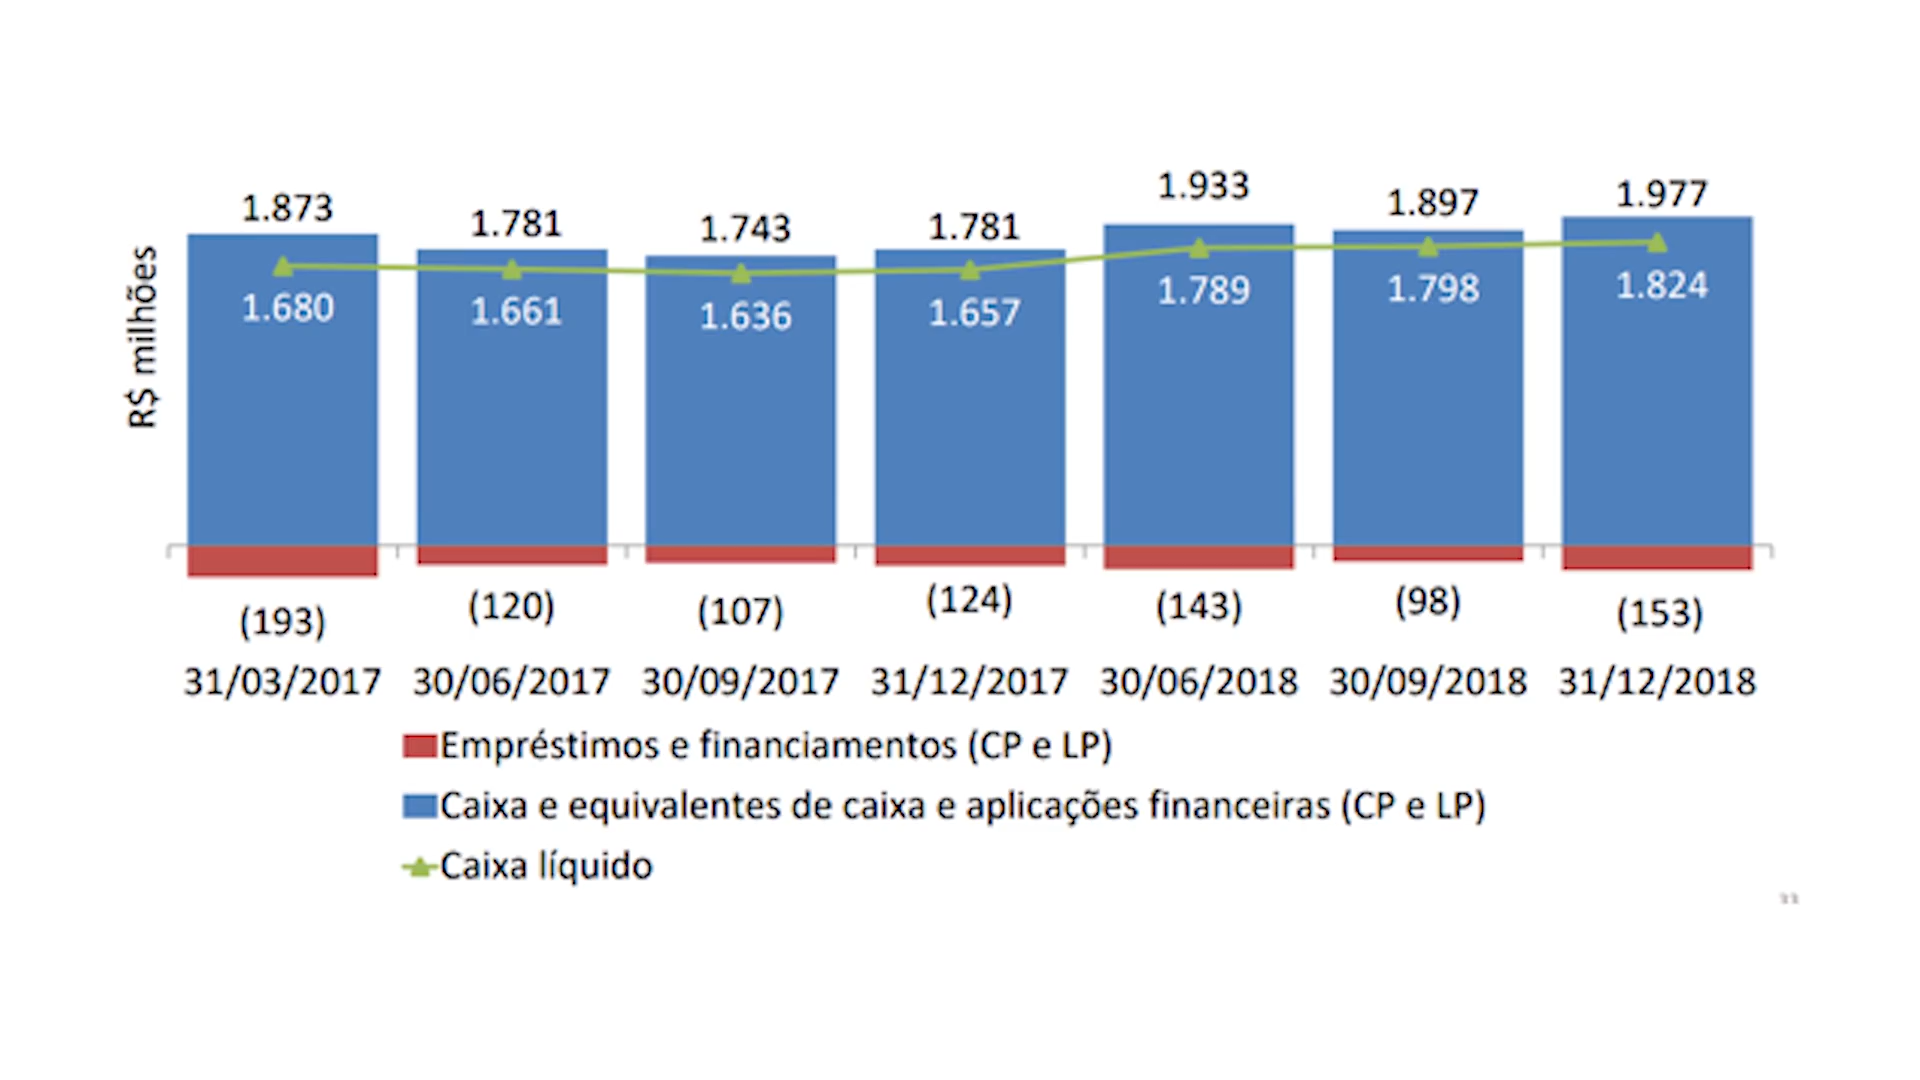 1.873 1.781 1.743 1.781 1.933 1.897 1.977
R$ milhões
1.680 1.661 1.636 1.657 1.789 1.798 1.824
(193) (120) (107) (124) (143) (98) (153)
31/03/2017 30/06/2017 30/09/2017 31/12/2017 30/06/2018 30/09/2018 31/12/2018
Empréstimos e financiamentos (CP e LP)
Caixa e equivalentes de caixa e aplicações financeiras (CP e LP)
Caixa líquido